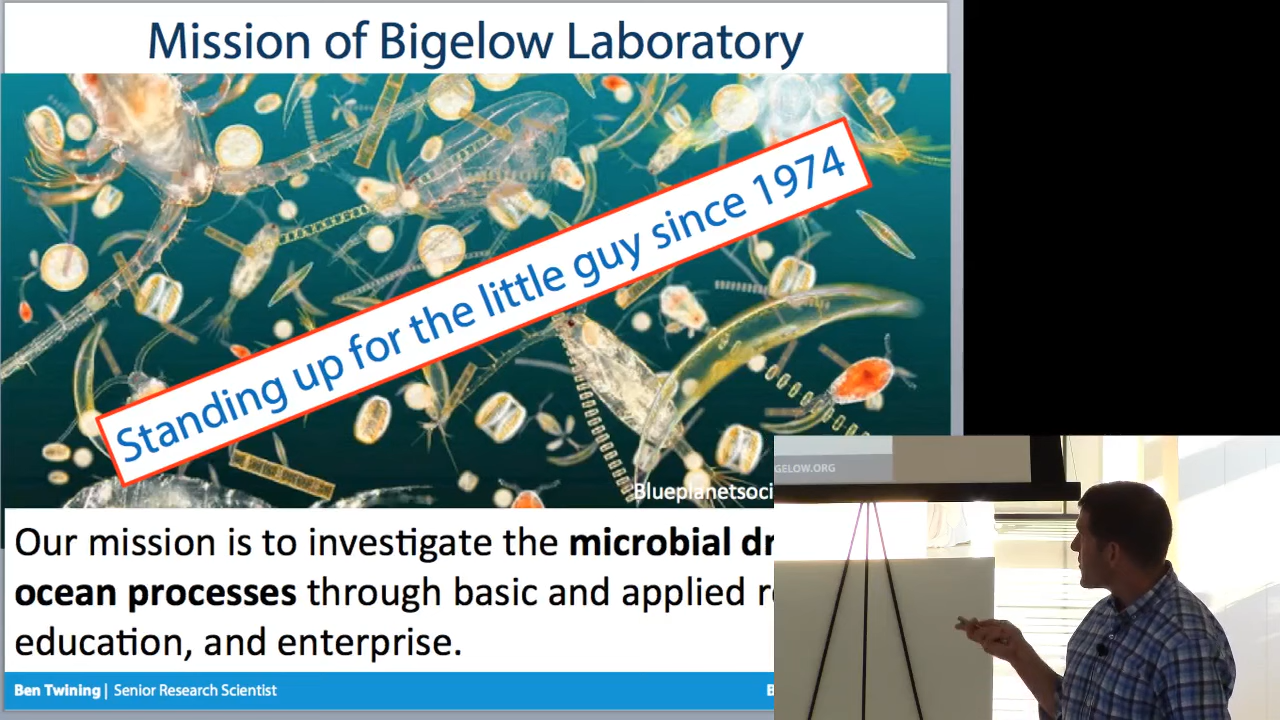 Mission of Bigelow Laboratory
Standing up for the little guy since 1974
Blueplanetsoci
Our mission is to investigate the microbial dr
ocean processes through basic and applied r
education, and enterprise.
Ben Twining | Senior Research Scientist
GELOW.ORG